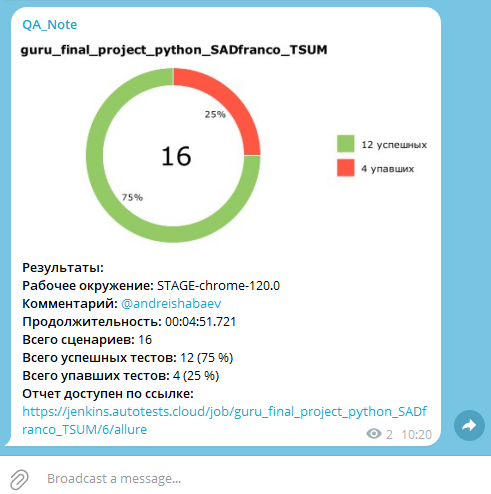 QA_Note
guru_final_project_python_SADfranco_TSUM
25%
12 успешных
16
4 упавших
75%
Результаты:
Рабочее окружение: STAGE-chrome-120.0
Комментарий: @andreishabaev
Продолжительность: 00:04:51.721
Всего сценариев: 16
Всего успешных тестов: 12 (75 %)
Всего упавших тестов: 4 (25 %)
Отчет доступен по ссылке:
https://jenkins.autotests.cloud/job/guru_final_project_python_SADf
ranco_TSUM/6/allure
2 10:20
Broadcast a message...